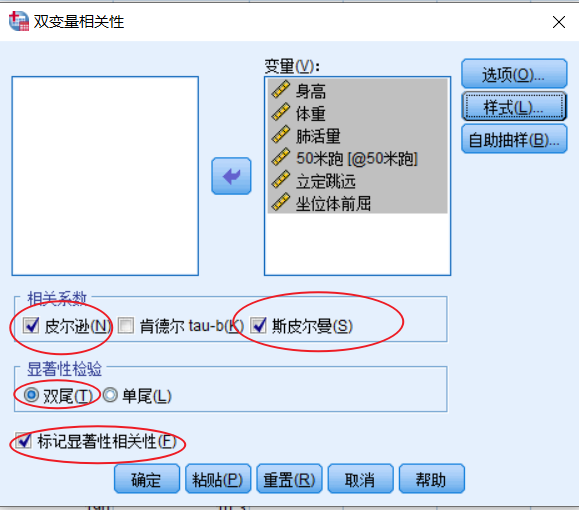 双变量相关性
变量(V):
身高
体重
肺活量
50米跑 [@50米跑]
立定跳远
坐位体前屈
选项(O)...
样式(L)...
自助抽样(B)...
相关系数
皮尔逊(N) 肯德尔 tau-b(K) 斯皮尔曼(S)
显著性检验
双尾(T) 单尾(L)
标记显著性相关性(F)
确定 粘贴(P) 重置(R) 取消 帮助